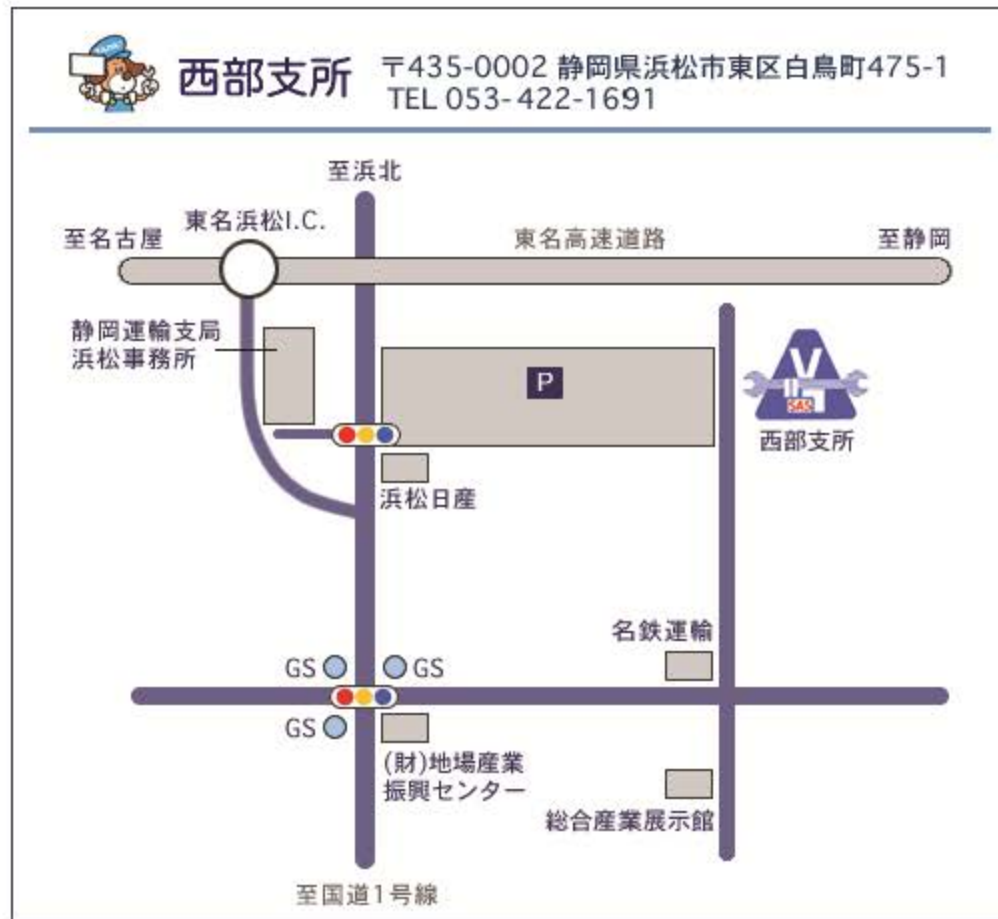 西部支所
〒435-0002 静岡県浜松市東区白鳥町475-1
TEL 053-422-1691
至浜北
東名浜松I.C.
至名古屋
東名高速道路
至静岡
静岡運輸支局
浜松事務所
P
V
SAS
西部支所
浜松日産
名鉄運輸
GS
GS
GS
(財)地場産業
振興センター
総合産業展示館
至国道1号線